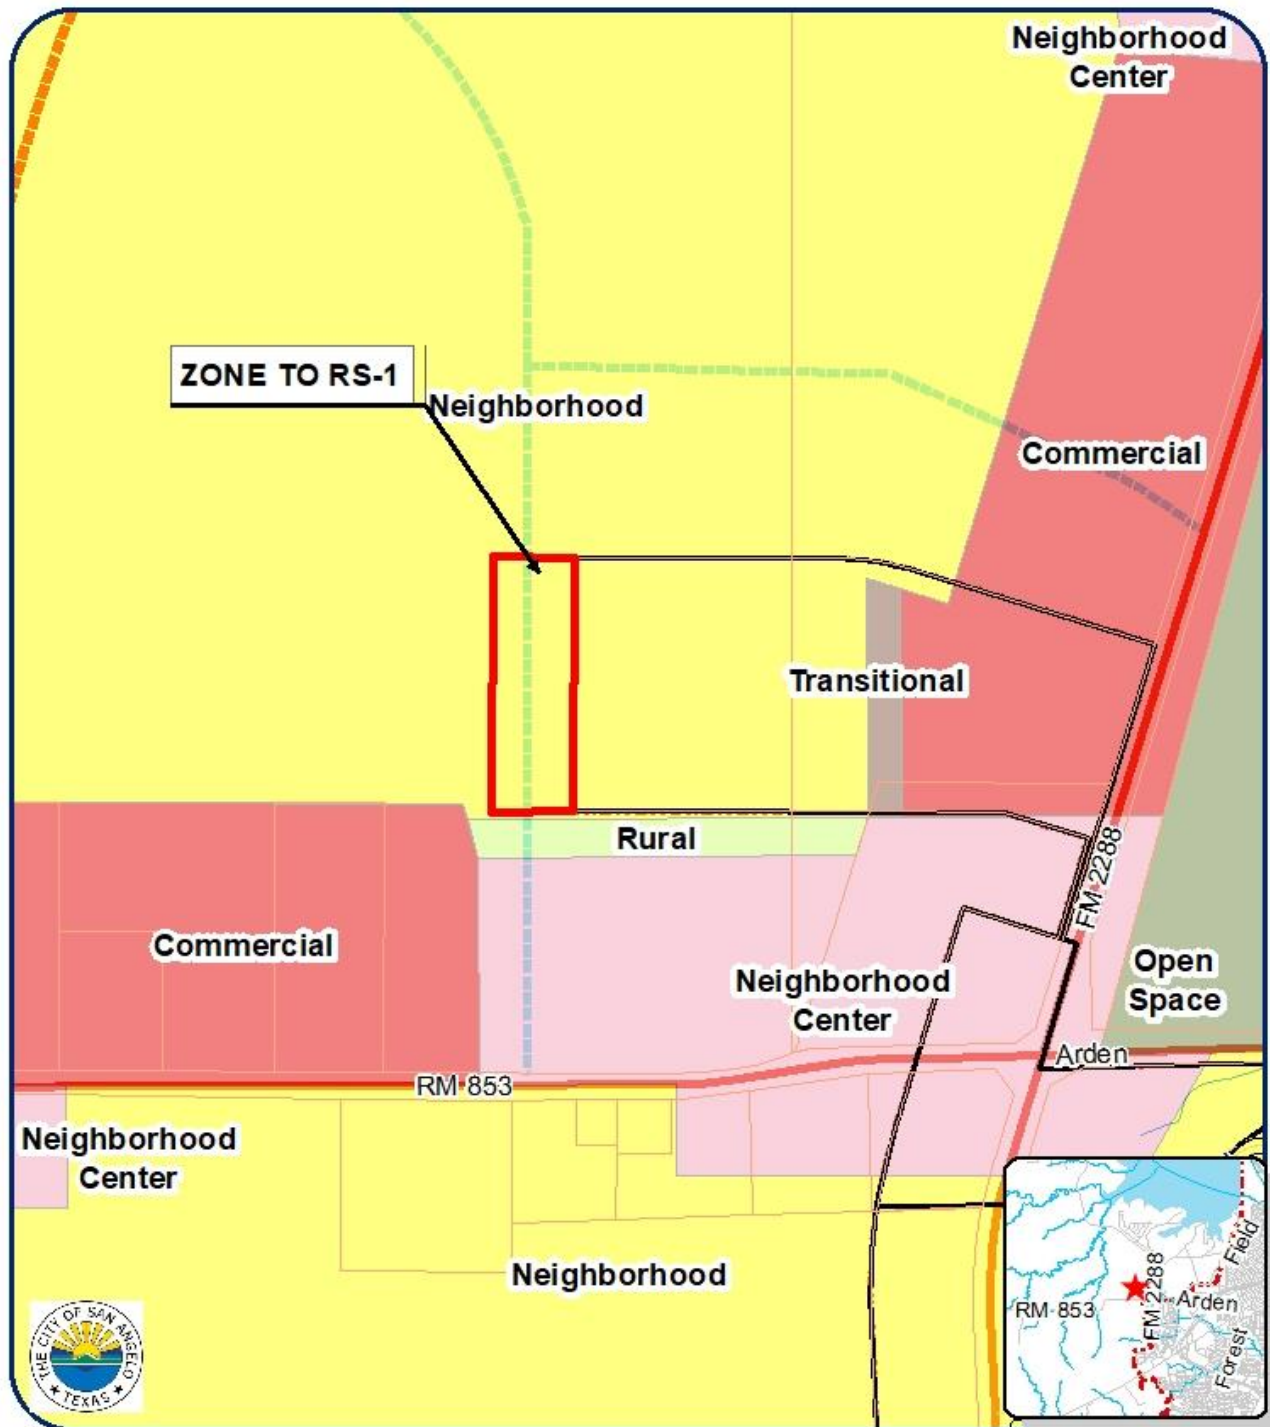 Neighborhood
Center
ZONE TO RS-1
Neighborhood
Commercial
Transitional
Rural
FM 2288
Commercial
Neighborhood
Center
Open
Space
Arden
RM 853
Neighborhood
Center
Neighborhood
THE CITY OF SAN ANGELO
TEXAS
RM 853
FM 2288
Arden
Field
Forest